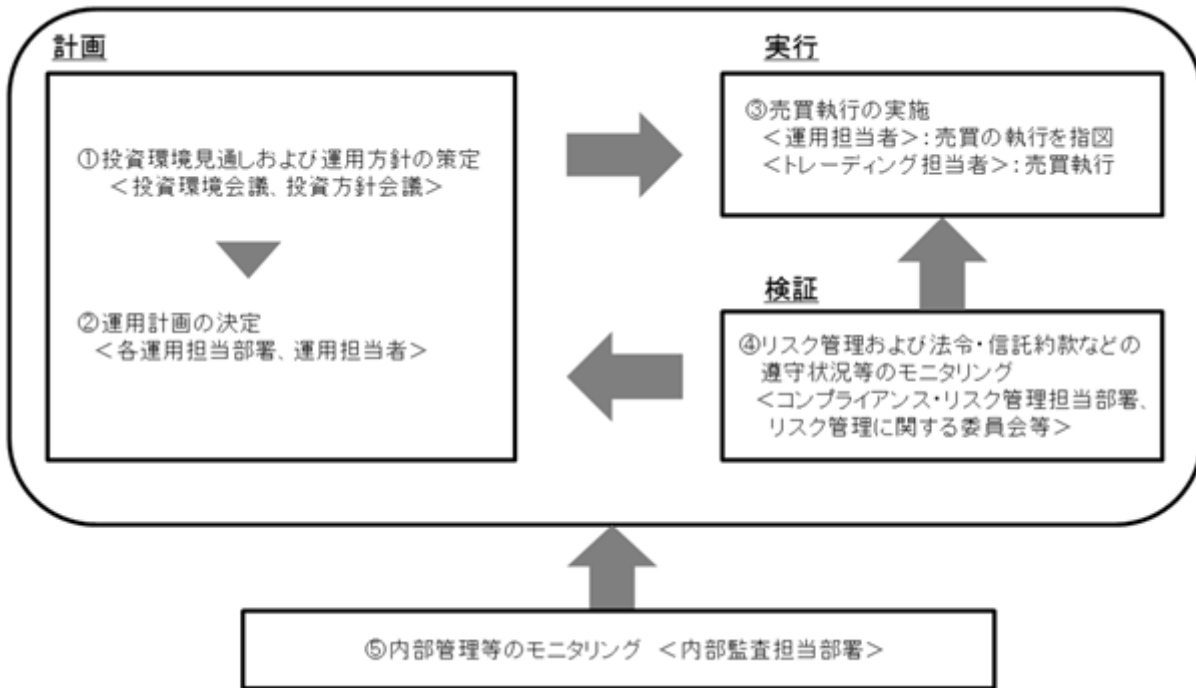 計画
①投資環境見通しおよび運用方針の策定
＜投資環境会議、投資方針会議＞
②運用計画の決定
＜各運用担当部署、運用担当者＞
実行
③売買執行の実施
＜運用担当者＞：売買の執行を指図
＜トレーディング担当者＞：売買執行
検証
④リスク管理および法令・信託約款などの
遵守状況等のモニタリング
＜コンプライアンス・リスク管理担当部署、
リスク管理に関する委員会等＞
⑤内部管理等のモニタリング ＜内部監査担当部署＞